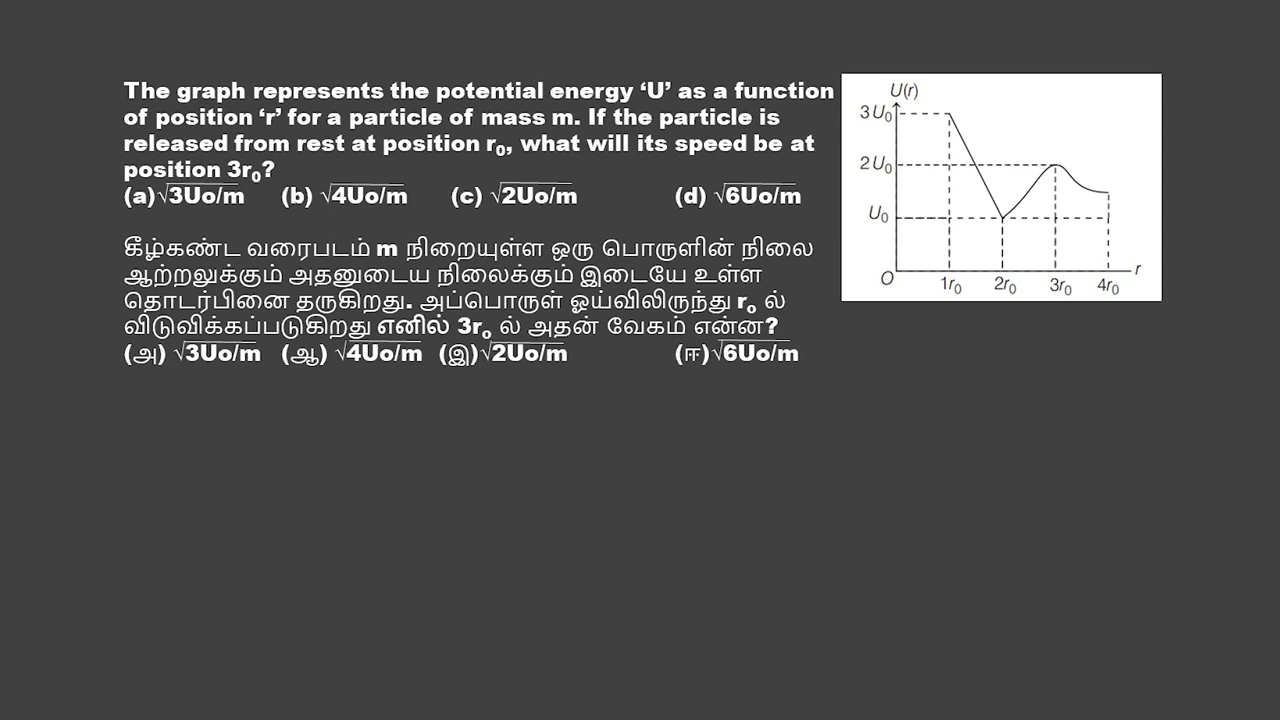 The graph represents the potential energy ‘U’ as a function
of position ‘r’ for a particle of mass m. If the particle is
released from rest at position r₀, what will its speed be at
position 3r₀?
(a)√3Uo/m (b) √4Uo/m (c) √2Uo/m (d) √6Uo/m
கீழ்கண்ட வரைபடம் m நிறையுள்ள ஒரு பொருளின் நிலை
ஆற்றலுக்கும் அதனுடைய நிலைக்கும் இடையே உள்ள
தொடர்பினை தருகிறது. அப்பொருள் ஓய்விலிருந்து rₒ ல்
விடுவிக்கப்படுகிறது எனில் 3rₒ ல் அதன் வேகம் என்ன?
(அ) √3Uo/m (ஆ) √4Uo/m (இ)√2Uo/m (ஈ)√6Uo/m
U(r)
3U₀
2U₀
U₀
O 1r₀ 2r₀ 3r₀ 4r₀ r